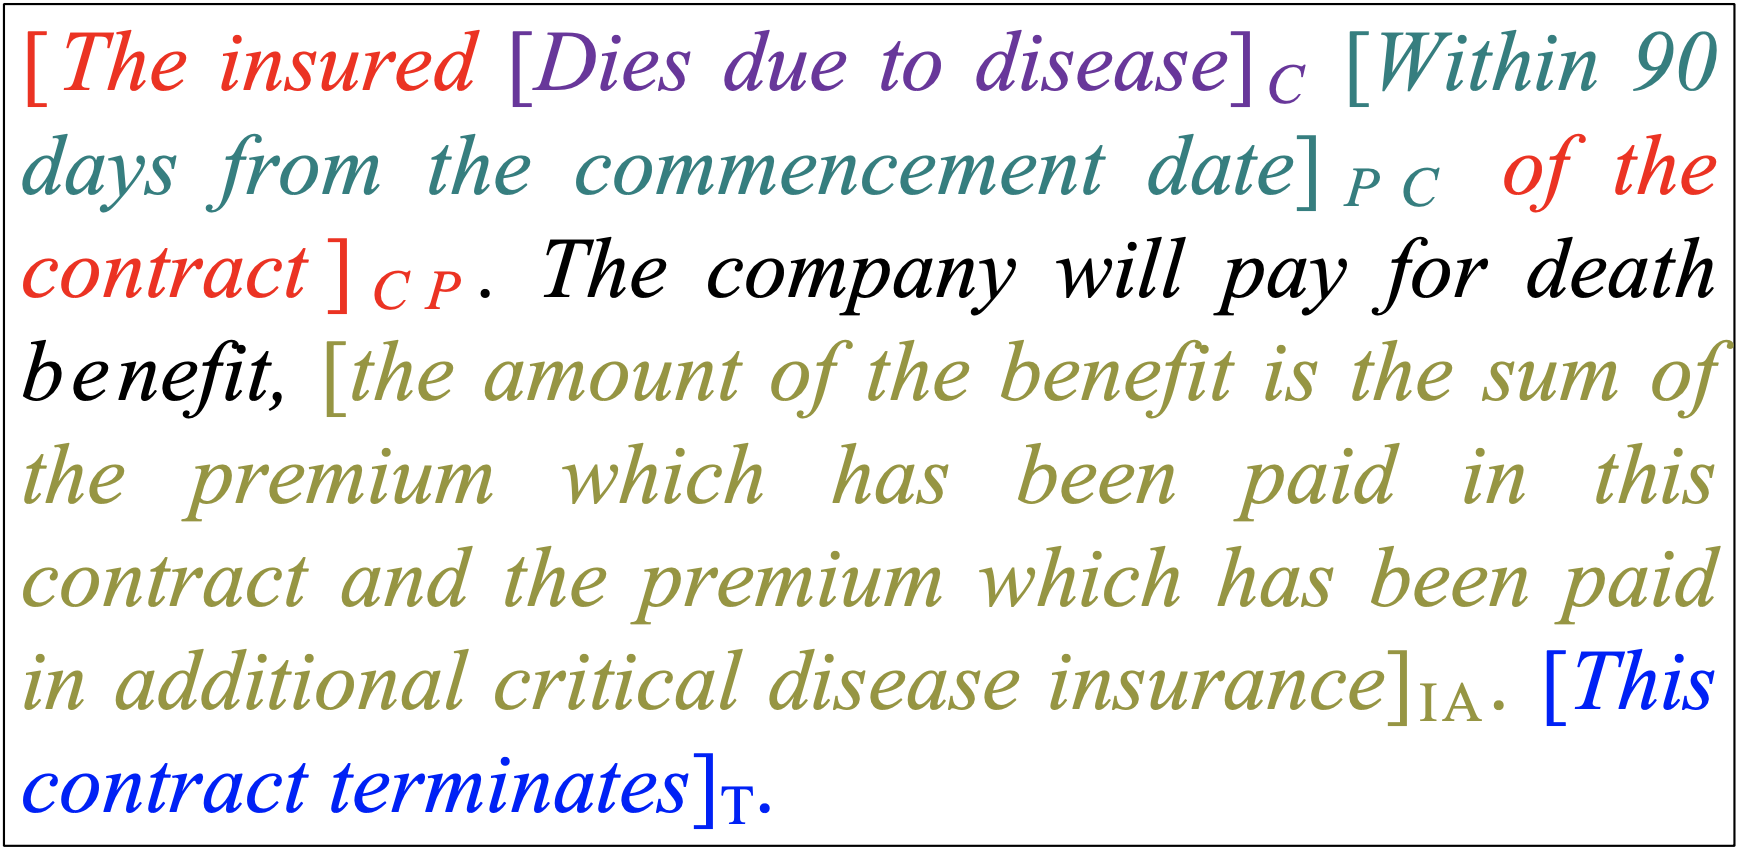 [The insured [Dies due to disease]C [Within 90
days from the commencement date] P C of the
contract ] C P . The company will pay for death
benefit, [the amount of the benefit is the sum of
the premium which has been paid in this
contract and the premium which has been paid
in additional critical disease insurance]IA. [This
contract terminates]T.